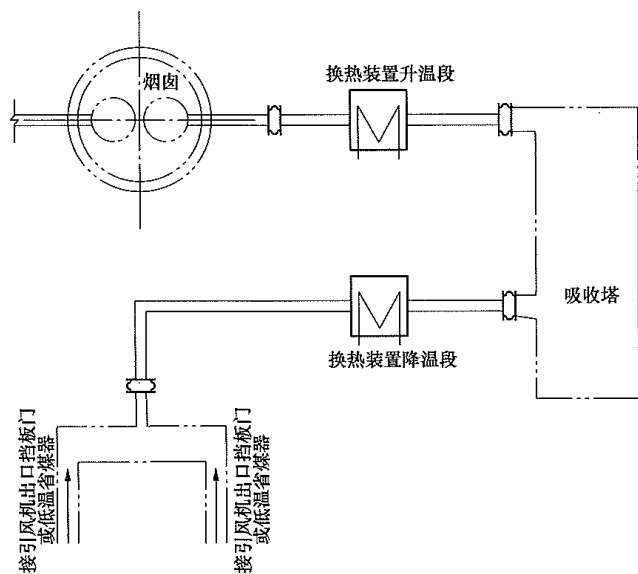 烟囱
换热装置升温段
吸收塔
换热装置降温段
接引风机出口挡板门
或低温省煤器
接引风机出口挡板门
或低温省煤器